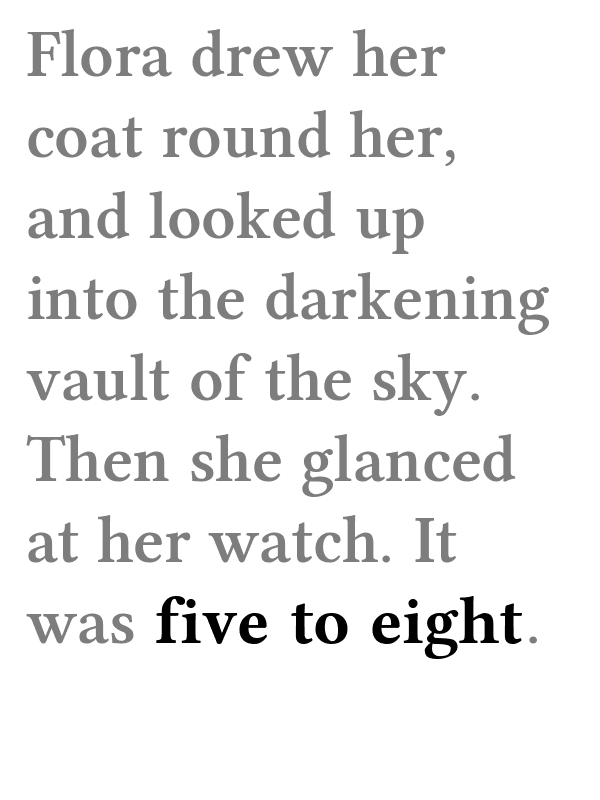 Flora drew her
coat round her,
and looked up
into the darkening
vault of the sky.
Then she glanced
at her watch. It
was five to eight.